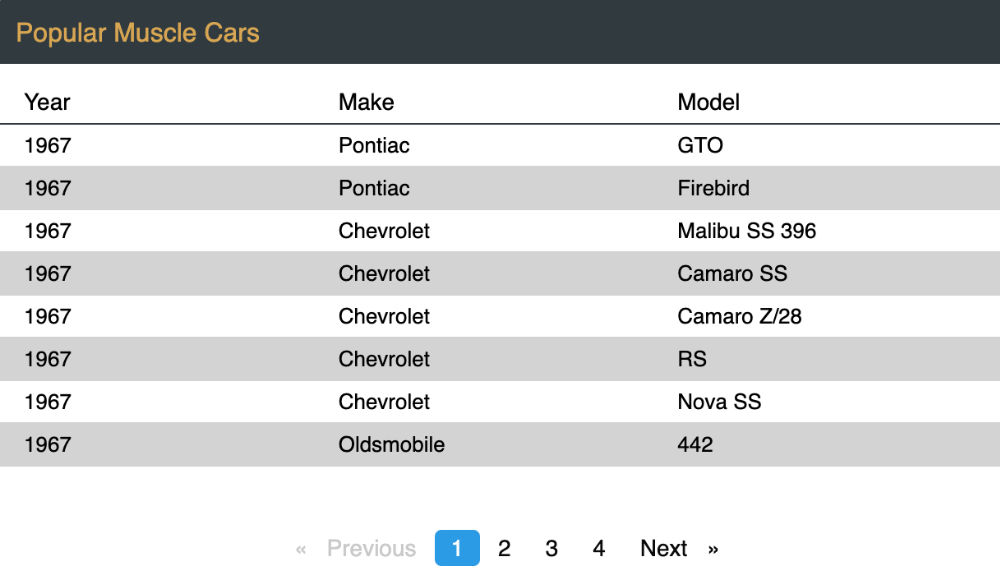 Popular Muscle Cars
Year Make Model
1967 Pontiac GTO
1967 Pontiac Firebird
1967 Chevrolet Malibu SS 396
1967 Chevrolet Camaro SS
1967 Chevrolet Camaro Z/28
1967 Chevrolet RS
1967 Chevrolet Nova SS
1967 Oldsmobile 442
« Previous 1 2 3 4 Next »